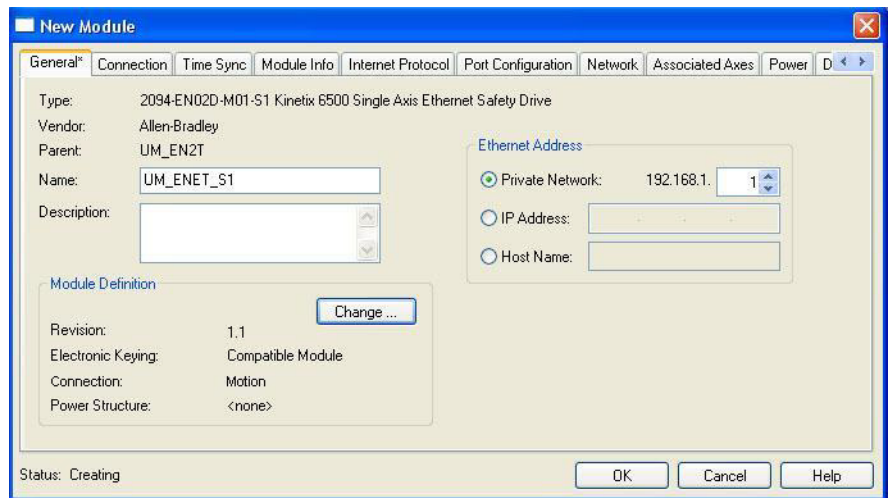 New Module
General* Connection Time Sync Module Info Internet Protocol Port Configuration Network Associated Axes Power D
Type: 2094-EN02D-M01-S1 Kinetix 6500 Single Axis Ethernet Safety Drive
Vendor: Allen-Bradley
Parent: UM_EN2T
Name: UM_ENET_S1
Description:
Ethernet Address
Private Network: 192.168.1. 1
IP Address: . . .
Host Name:
Module Definition
Change ...
Revision: 1.1
Electronic Keying: Compatible Module
Connection: Motion
Power Structure: <none>
Status: Creating
OK Cancel Help